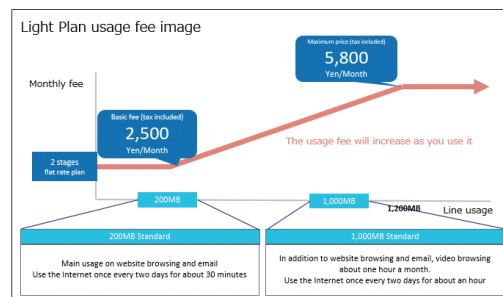 Light Plan usage fee image
Maximum price (tax included)
5,800
Yen/Month
Monthly fee
Basic fee (tax included)
2,500
Yen/Month
The usage fee will increase as you use it
2 stages
flat rate plan
200MB
1,000MB
1,200MB
Line usage
200MB Standard
Main usage on website browsing and email
Use the Internet once every two days for about 30 minutes
1,000MB Standard
In addition to website browsing and email, video browsing
about one hour a month.
Use the Internet once every two days for about an hour